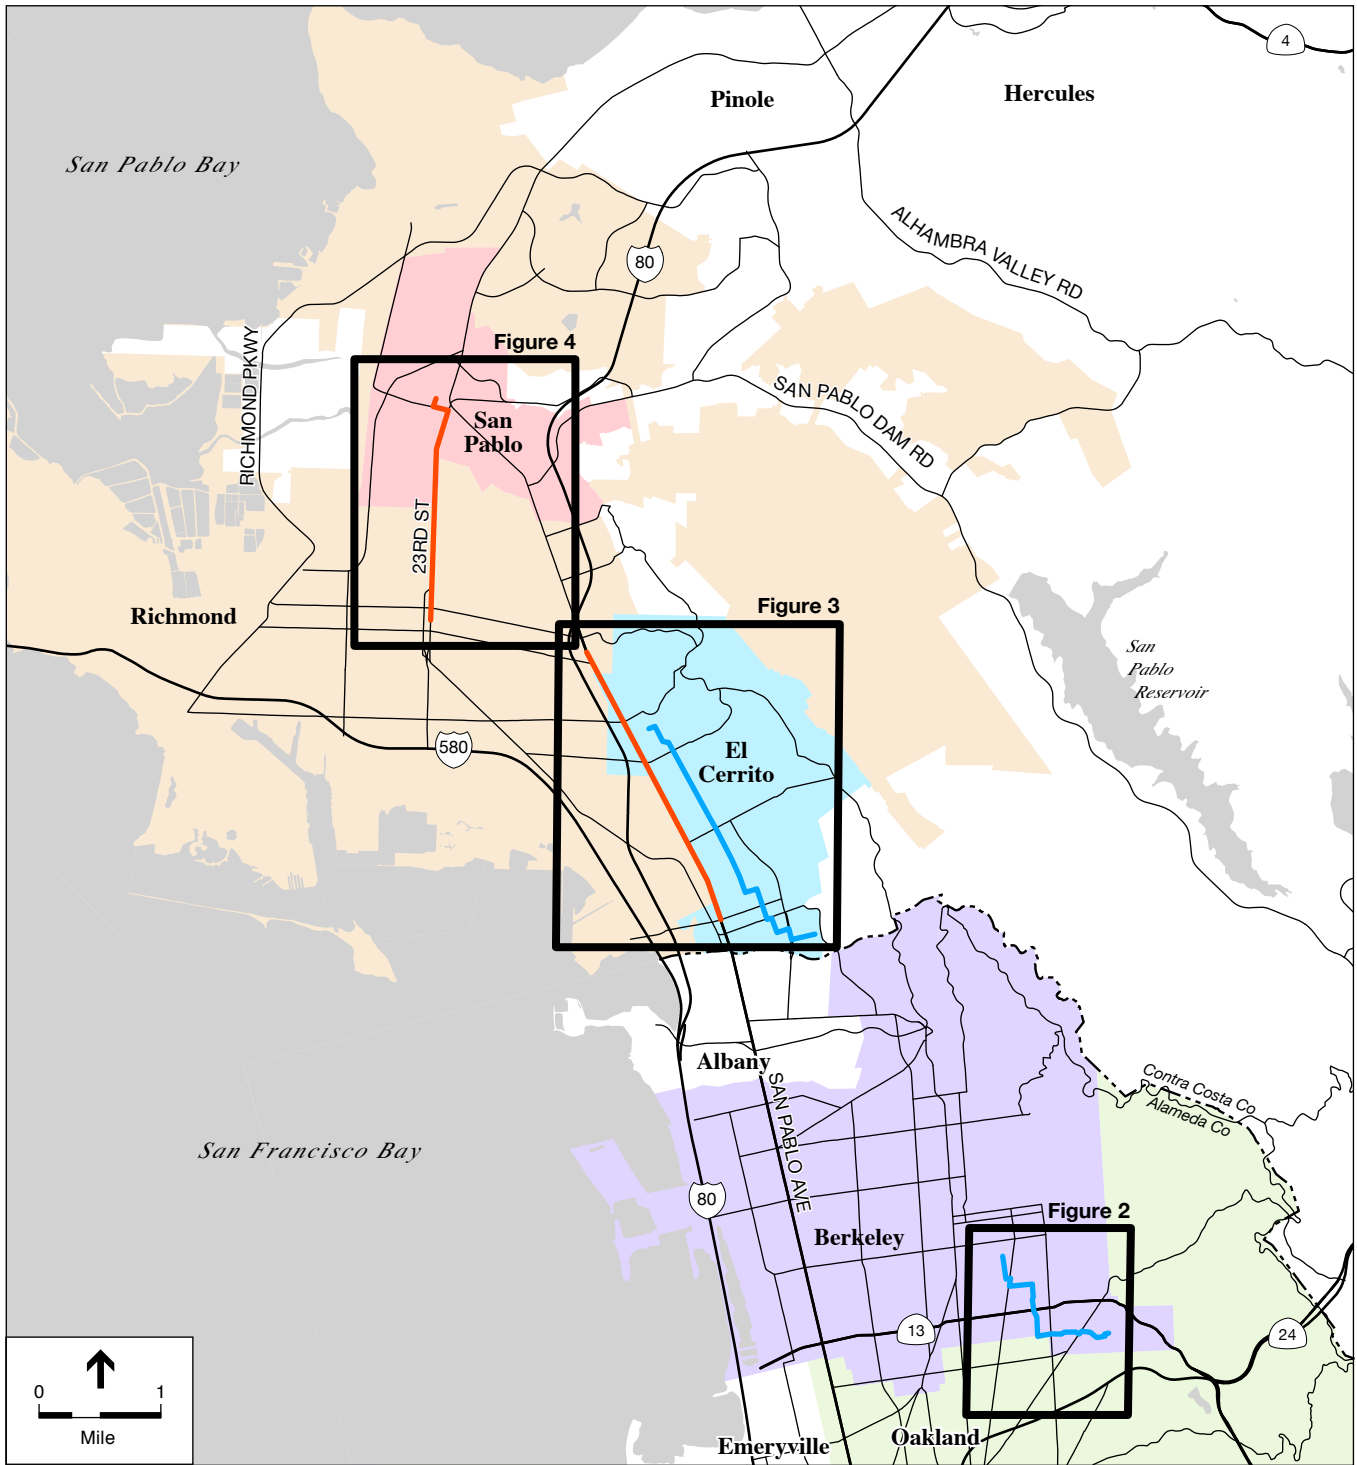 4
Pinole
Hercules
San Pablo Bay
ALHAMBRA VALLEY RD
80
Figure 4
RICHMOND PKWY
SAN PABLO DAM RD
San
Pablo
23RD ST
Richmond
Figure 3
San
Pablo
Reservoir
580
El
Cerrito
Albany
Contra Costa Co
Alameda Co
SAN PABLO AVE
San Francisco Bay
80
Berkeley
Figure 2
13
24
0 1
Mile
Emeryville
Oakland